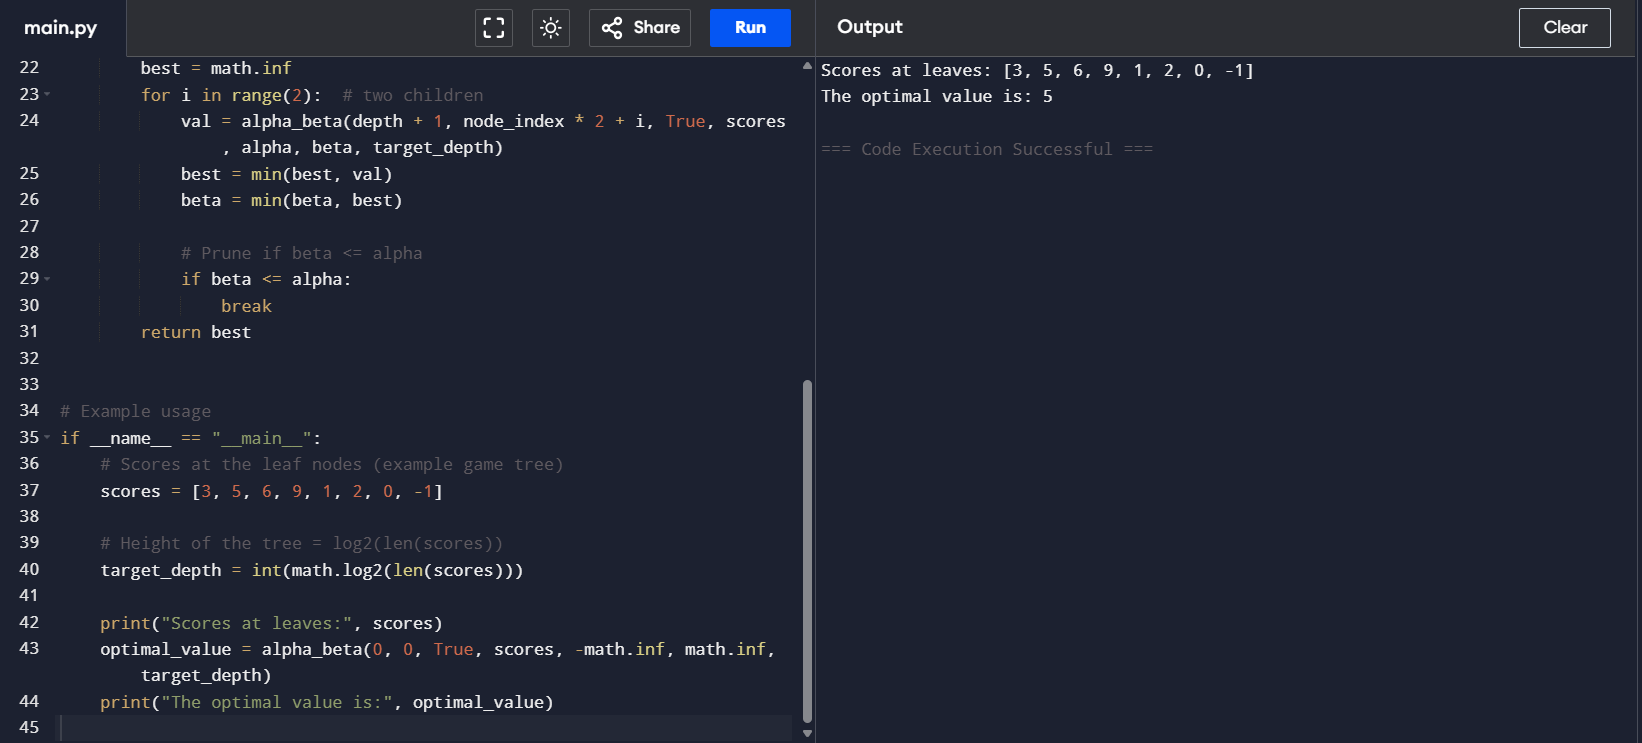 main.py
Share
Run
Output
Clear
22 best = math.inf
23 for i in range(2):  # two children
24 val = alpha_beta(depth + 1, node_index * 2 + i, True, scores
, alpha, beta, target_depth)
25 best = min(best, val)
26 beta = min(beta, best)
27
28 # Prune if beta <= alpha
29 if beta <= alpha:
30 break
31 return best
32
33
34 # Example usage
35 if __name__ == "__main__":
36 # Scores at the leaf nodes (example game tree)
37 scores = [3, 5, 6, 9, 1, 2, 0, -1]
38
39 # Height of the tree = log2(len(scores))
40 target_depth = int(math.log2(len(scores)))
41
42 print("Scores at leaves:", scores)
43 optimal_value = alpha_beta(0, 0, True, scores, -math.inf, math.inf,
target_depth)
44 print("The optimal value is:", optimal_value)
45
Scores at leaves: [3, 5, 6, 9, 1, 2, 0, -1]
The optimal value is: 5
=== Code Execution Successful ===